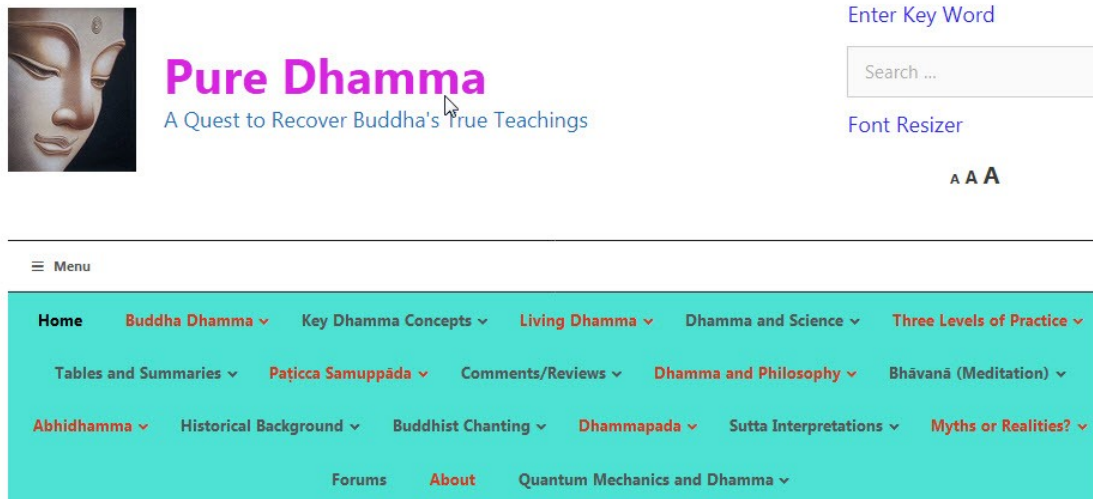 Enter Key Word
Pure Dhamma
Search ...
A Quest to Recover Buddha's True Teachings
Font Resizer
A A A
☰ Menu
Home Buddha Dhamma Key Dhamma Concepts Living Dhamma Dhamma and Science Three Levels of Practice
Tables and Summaries Paṭicca Samuppāda Comments/Reviews Dhamma and Philosophy Bhāvanā (Meditation)
Abhidhamma Historical Background Buddhist Chanting Dhammapada Sutta Interpretations Myths or Realities?
Forums About Quantum Mechanics and Dhamma